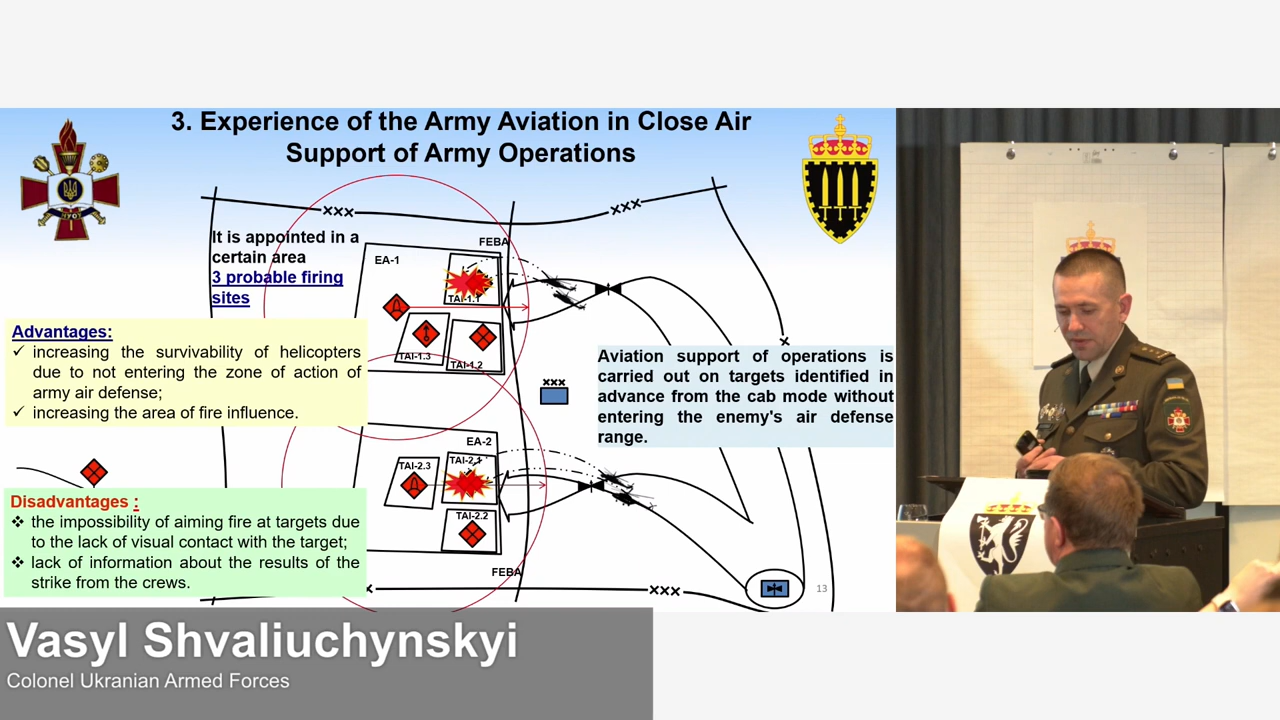 3. Experience of the Army Aviation in Close Air
Support of Army Operations
xxx
xxx
It is appointed in a
certain area
3 probable firing
sites
FEBA
EA-1
TAI-1.1
TAI-1.3
TAI-1.2
Advantages:
✓ increasing the survivability of helicopters
due to not entering the zone of action of
army air defense;
✓ increasing the area of fire influence.
Aviation support of operations is
carried out on targets identified in
advance from the cab mode without
entering the enemy's air defense
range.
xxx
EA-2
TAI-2.3
TAI-2.1
TAI-2.2
Disadvantages :
❖ the impossibility of aiming fire at targets due
to the lack of visual contact with the target;
❖ lack of information about the results of the
strike from the crews.
FEBA
x
xxx
13
Vasyl Shvaliuchynskyi
Colonel Ukranian Armed Forces